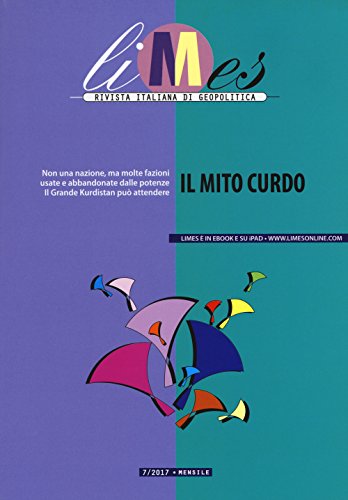 liMes
RIVISTA ITALIANA DI GEOPOLITICA
Non una nazione, ma molte fazioni
usate e abbandonate dalle potenze
Il Grande Kurdistan può attendere
IL MITO CURDO
LIMES È IN EBOOK E SU iPAD • WWW.LIMESONLINE.COM
7/2017 • MENSILE